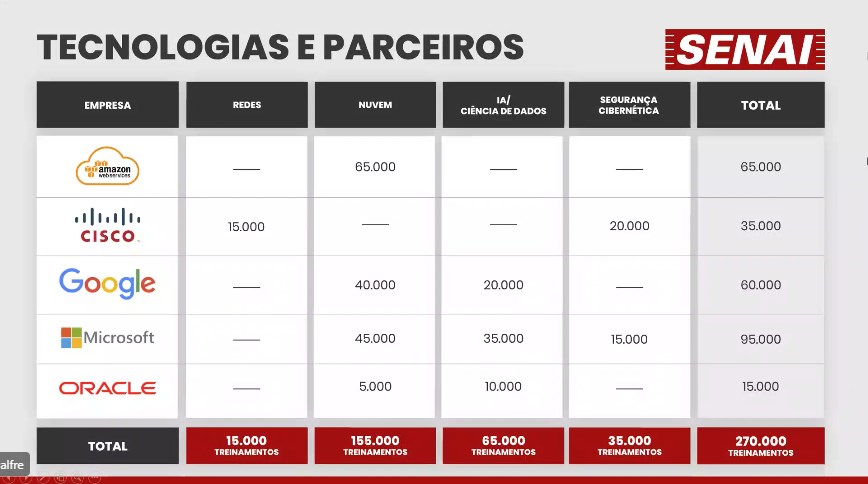 TECNOLOGIAS E PARCEIROS
SENAI
EMPRESA REDES NUVEM IA/ CIÊNCIA DE DADOS SEGURANÇA CIBERNÉTICA TOTAL
amazon webservices —— 65.000 —— —— 65.000
CISCO 15.000 —— —— 20.000 35.000
Google —— 40.000 20.000 —— 60.000
Microsoft —— 45.000 35.000 15.000 95.000
ORACLE —— 5.000 10.000 —— 15.000
TOTAL 15.000 TREINAMENTOS 155.000 TREINAMENTOS 65.000 TREINAMENTOS 35.000 TREINAMENTOS 270.000 TREINAMENTOS
alfre